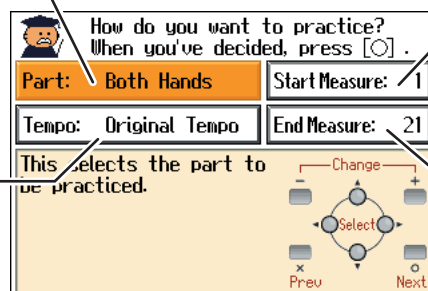 How do you want to practice?
When you've decided, press [○] .
Part: Both Hands
Start Measure: 1
Tempo: Original Tempo
End Measure: 21
This selects the part to
be practiced.
Change
- +
Select
× ○
Prev Next